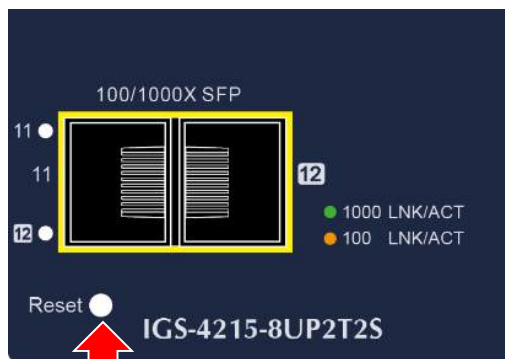 100/1000X SFP
11
11
12
12
1000 LNK/ACT
100 LNK/ACT
Reset
IGS-4215-8UP2T2S